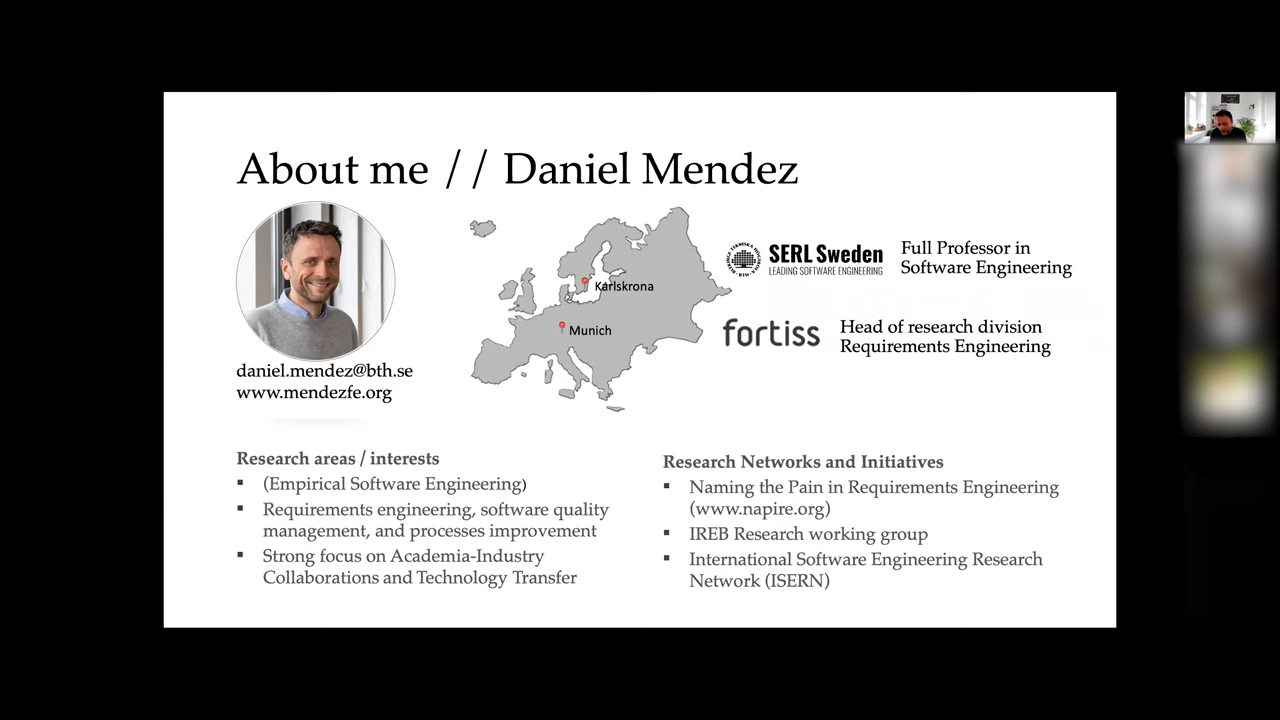 About me // Daniel Mendez
Karlskrona
Munich
SERL Sweden
LEADING SOFTWARE ENGINEERING
Full Professor in
Software Engineering
fortiss
Head of research division
Requirements Engineering
daniel.mendez@bth.se
www.mendezfe.org
Research areas / interests
▪ (Empirical Software Engineering)
▪ Requirements engineering, software quality
management, and processes improvement
▪ Strong focus on Academia-Industry
Collaborations and Technology Transfer
Research Networks and Initiatives
▪ Naming the Pain in Requirements Engineering
(www.napire.org)
▪ IREB Research working group
▪ International Software Engineering Research
Network (ISERN)